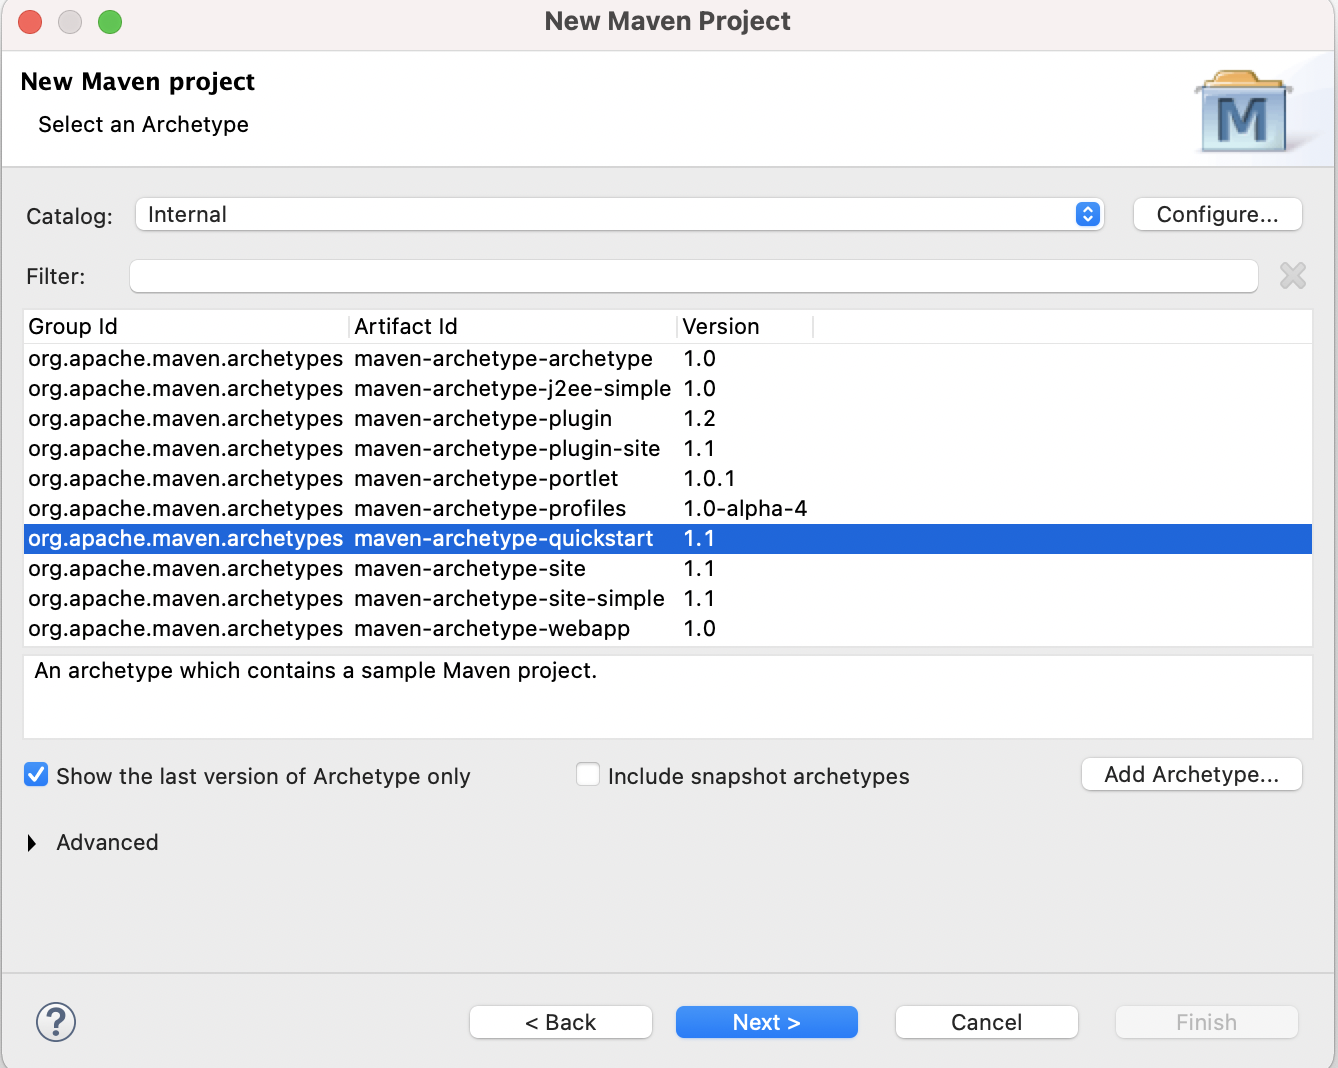 New Maven Project
New Maven project
Select an Archetype
M
Catalog: Internal Configure...
Filter:
Group Id Artifact Id Version
org.apache.maven.archetypes maven-archetype-archetype 1.0
org.apache.maven.archetypes maven-archetype-j2ee-simple 1.0
org.apache.maven.archetypes maven-archetype-plugin 1.2
org.apache.maven.archetypes maven-archetype-plugin-site 1.1
org.apache.maven.archetypes maven-archetype-portlet 1.0.1
org.apache.maven.archetypes maven-archetype-profiles 1.0-alpha-4
org.apache.maven.archetypes maven-archetype-quickstart 1.1
org.apache.maven.archetypes maven-archetype-site 1.1
org.apache.maven.archetypes maven-archetype-site-simple 1.1
org.apache.maven.archetypes maven-archetype-webapp 1.0
An archetype which contains a sample Maven project.
Show the last version of Archetype only Include snapshot archetypes Add Archetype...
Advanced
? < Back Next > Cancel Finish